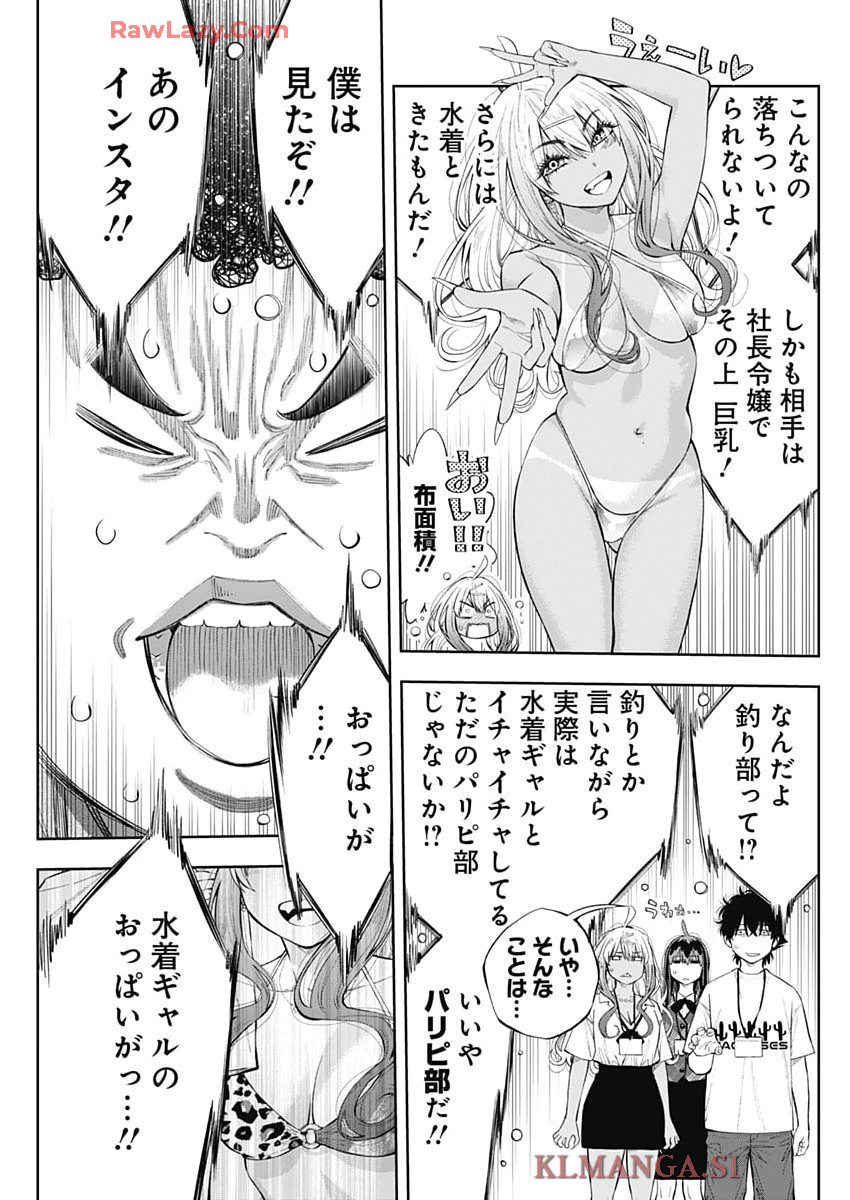 RawLazy.Com
こんなの
落ちついて
られないよ！
しかも相手は
社長令嬢で
その上 巨乳！
さらには
水着と
きたもんだ！
うぇーい♥
おい！！
布面積！！
僕は
見たぞ！！
あの
インスタ！！
なんだよ
釣り部って！？
釣りとか
言いながら
実際は
水着ギャルと
イチャイチャしてる
ただのパリピ部
じゃないか！？
うわぁ…
いや…
そんな
ことは…
いいや
パリピ部だ！！
おっぱいが
…！！
水着ギャルの
おっぱいがっ…！！
KLMANGA.SI